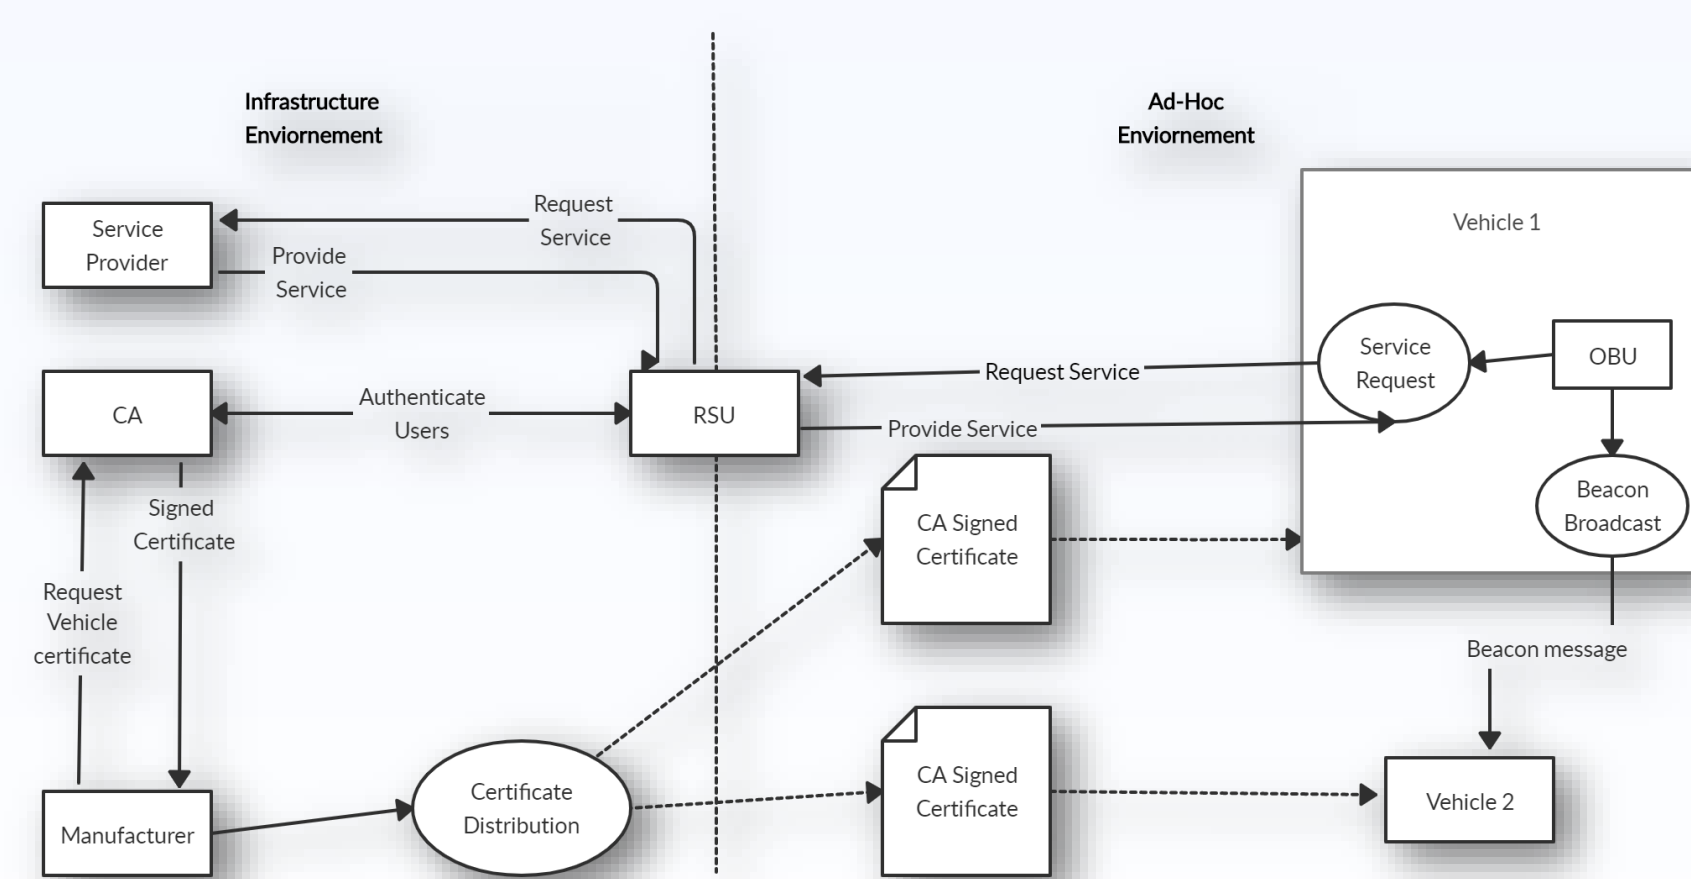 Infrastructure
Enviornement
Ad-Hoc
Enviornement
Service
Provider
Request
Service
Provide
Service
Vehicle 1
CA
Authenticate
Users
RSU
Request Service
Provide Service
Service
Request
OBU
Beacon
Broadcast
Signed
Certificate
Request
Vehicle
certificate
CA Signed
Certificate
Beacon message
Manufacturer
Certificate
Distribution
CA Signed
Certificate
Vehicle 2